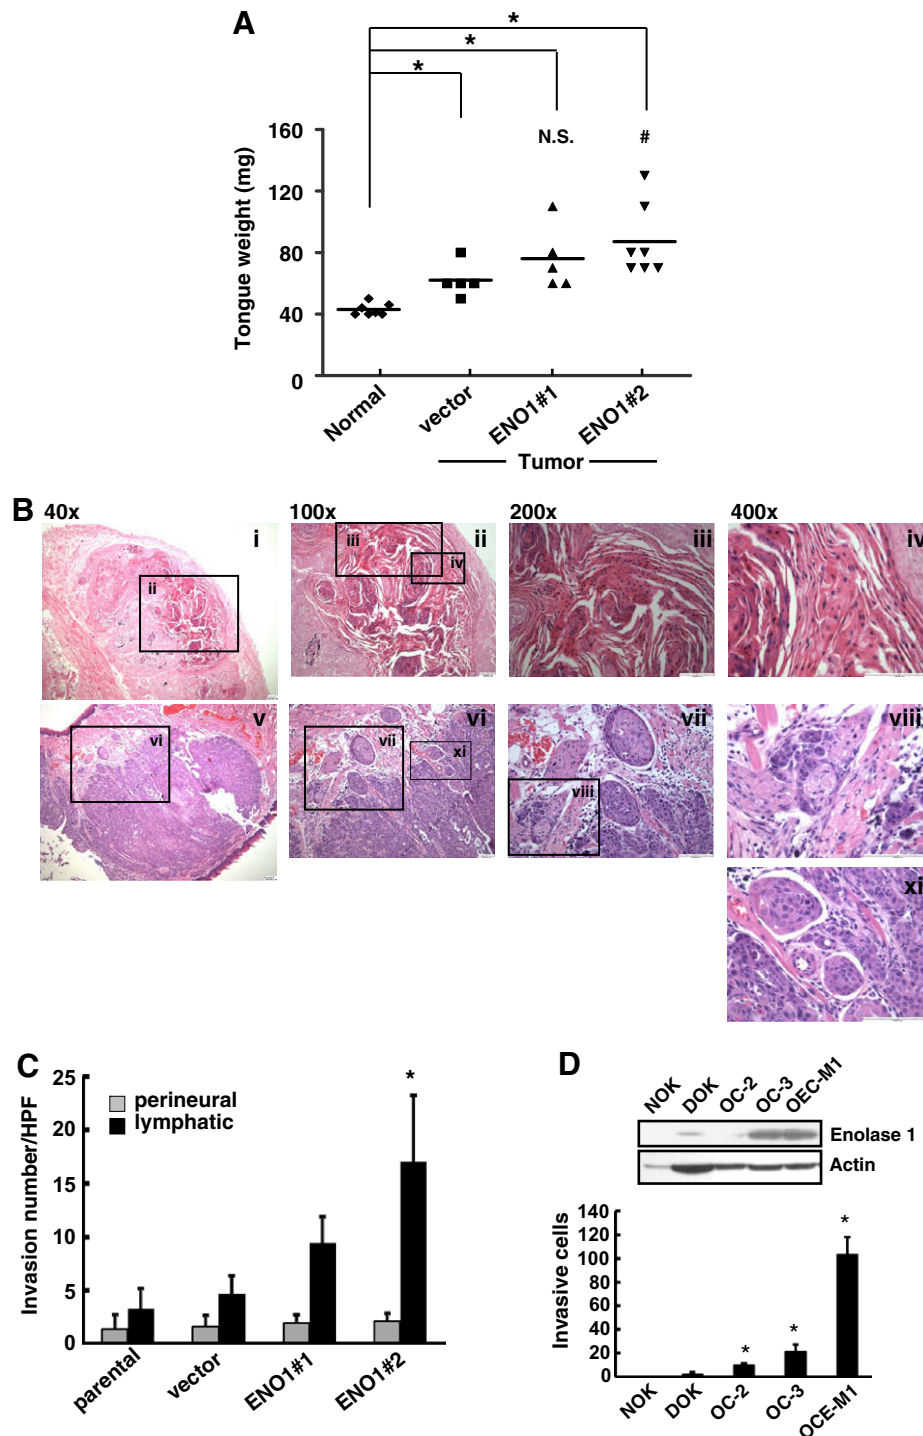 A
*
*
*
N.S.
#
Tongue weight (mg)
160
120
80
40
0
Normal
vector
ENO1#1
ENO1#2
Tumor
B
40x
100x
200x
400x
i
ii
ii
iii
iv
iii
iv
v
vi
vi
vii
xi
vii
viii
viii
xi
C
Invasion number/HPF
25
20
15
10
5
0
perineural
lymphatic
*
parental
vector
ENO1#1
ENO1#2
D
NOK
DOK
OC-2
OC-3
OEC-M1
Enolase 1
Actin
Invasive cells
140
120
100
80
60
40
20
0
*
*
*
NOK
DOK
OC-2
OC-3
OCE-M1